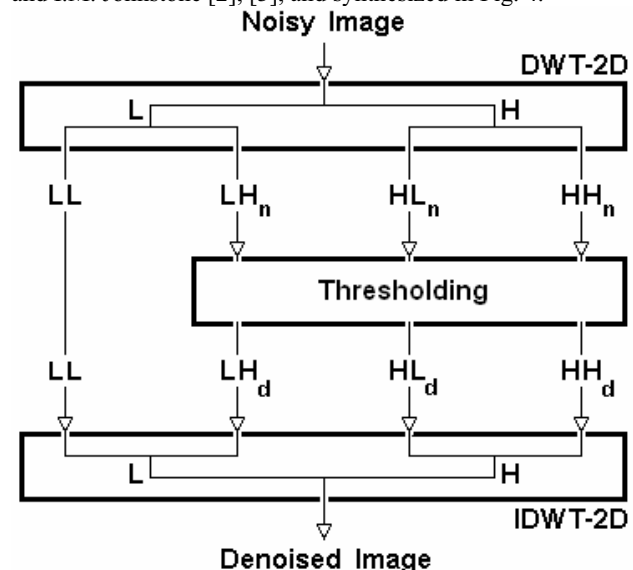 and I.M. Johnstone [2], [3], and synthesized in Fig. 4.
Noisy Image
DWT-2D
L H
LL LHn HLn HHn
Thresholding
LL LHd HLd HHd
L H
IDWT-2D
Denoised Image